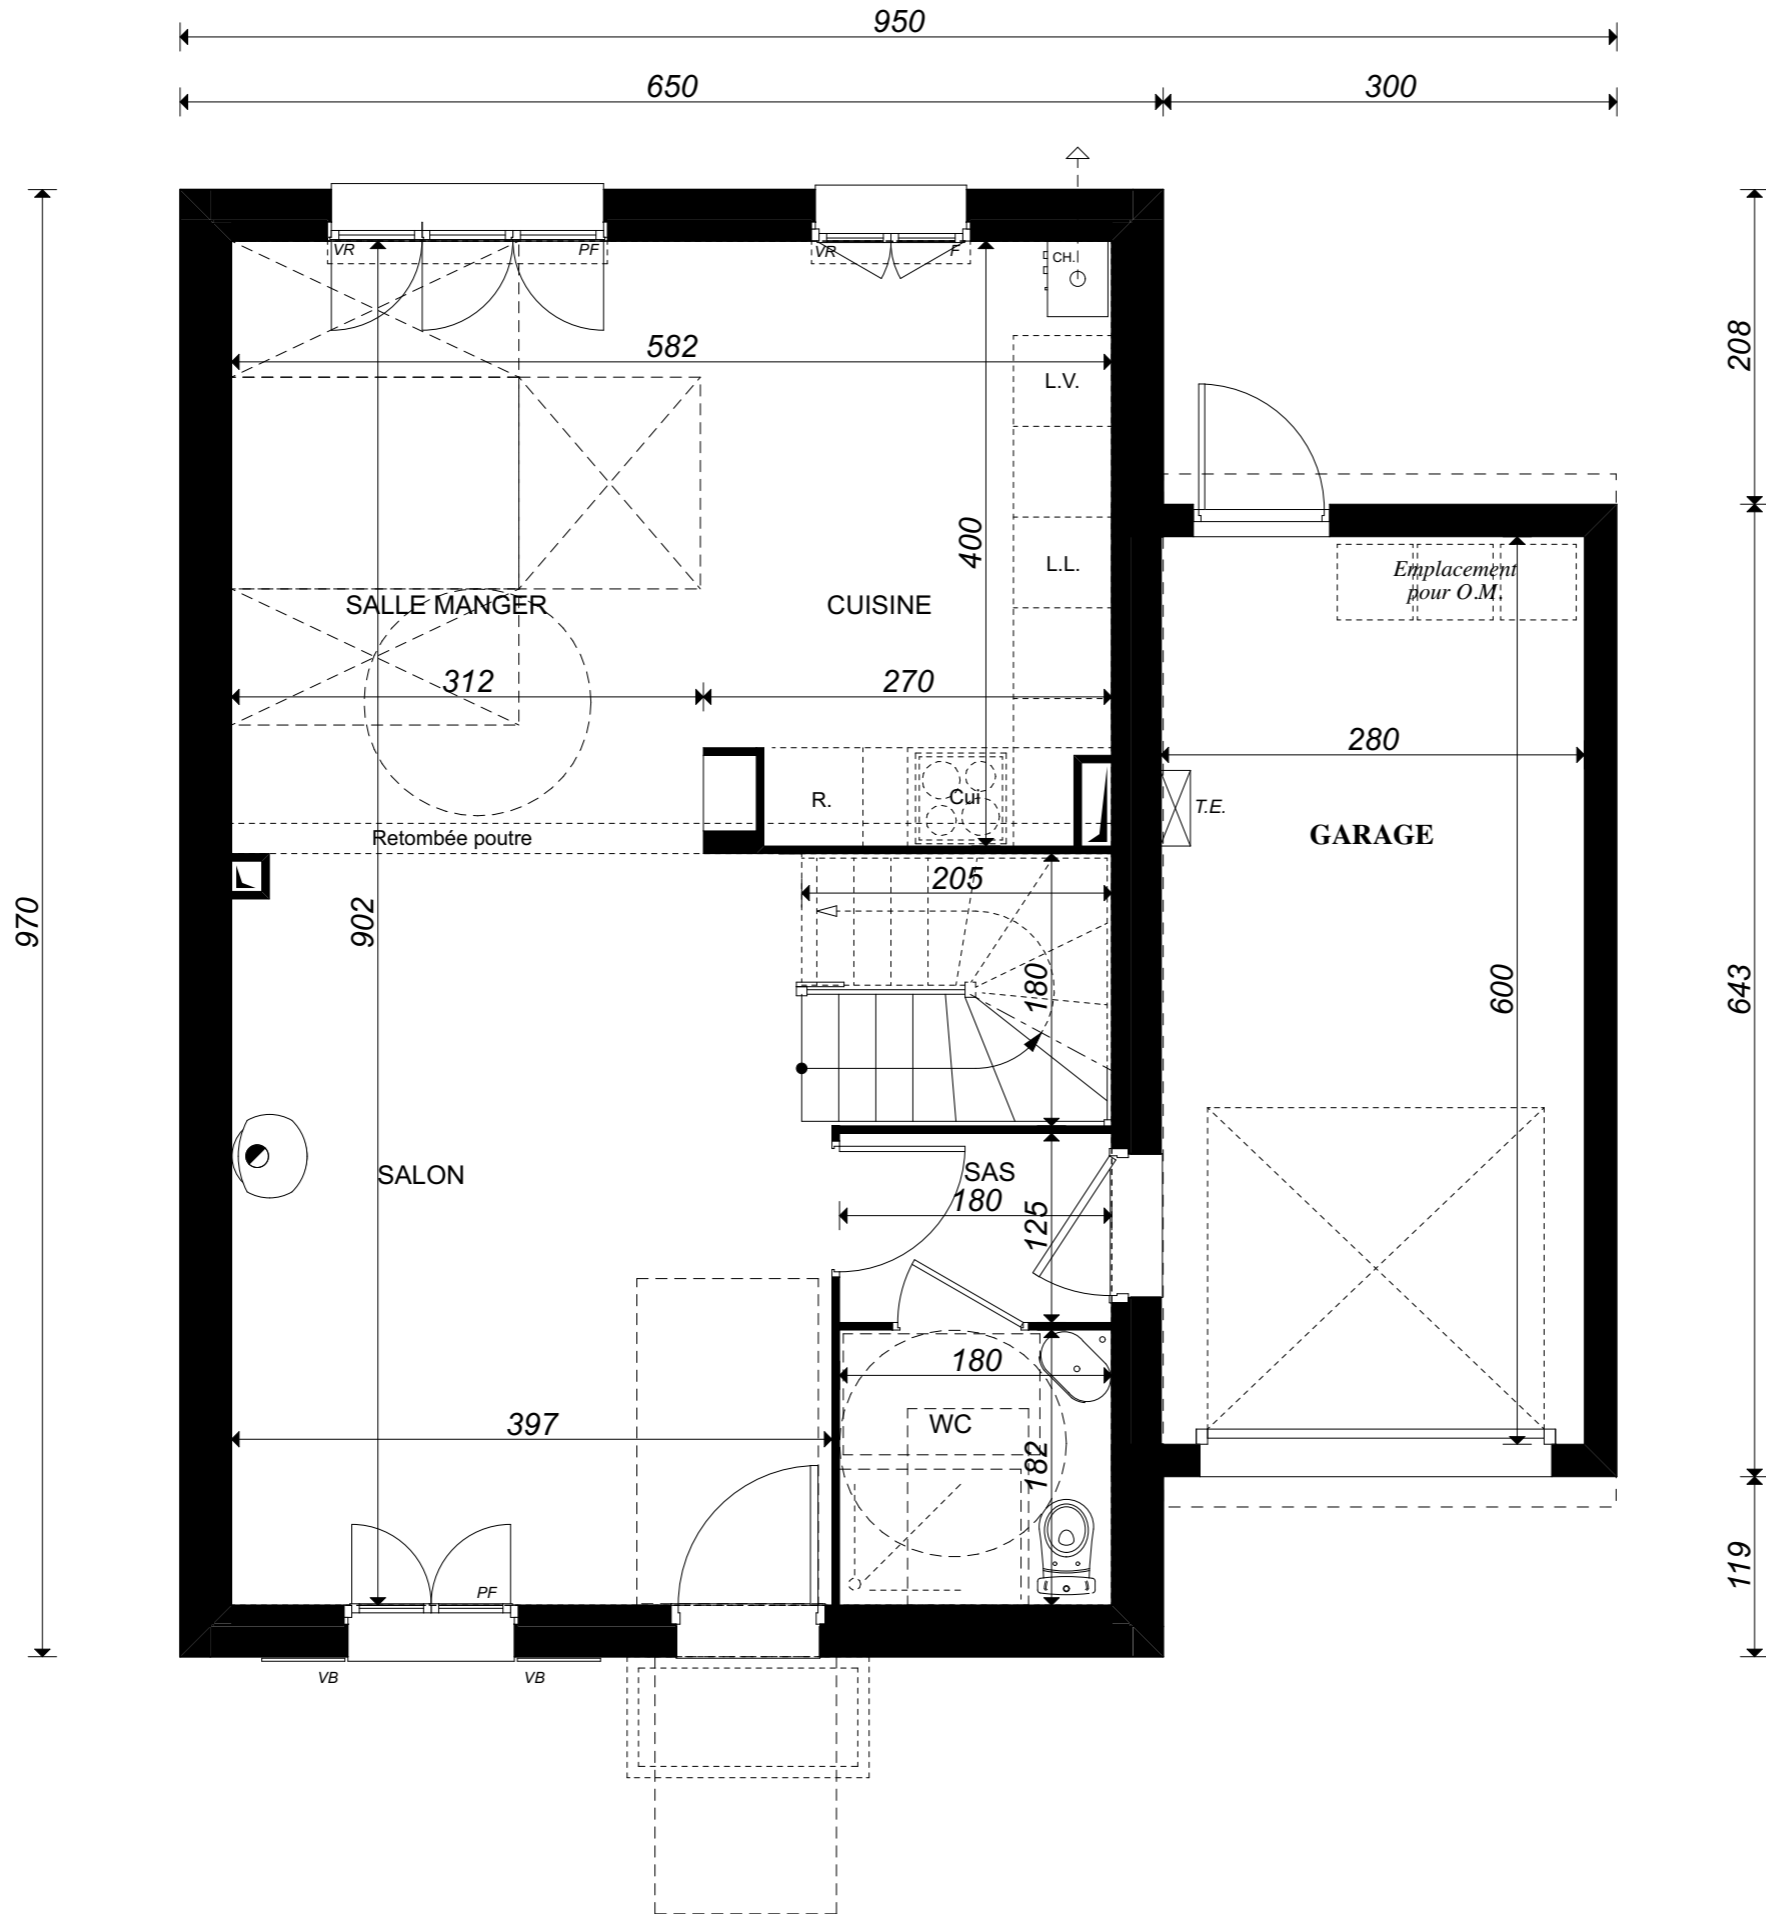 950
650
300
VR
PF
VR
F
CH.
582
208
L.V.
400
L.L.
Emplacement
pour O.M.
SALLE MANGER
CUISINE
312
270
280
R.
Cui
T.E.
GARAGE
Retombée poutre
205
970
902
180
600
643
SALON
SAS
180
125
180
397
WC
182
PF
119
VB
VB